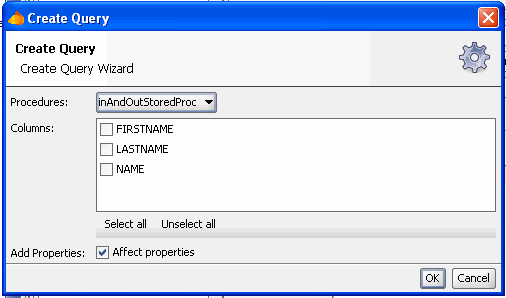 Create Query
Create Query
Create Query Wizard
Procedures: inAndOutStoredProc
Columns: FIRSTNAME
LASTNAME
NAME
Select all Unselect all
Add Properties: Affect properties
OK Cancel